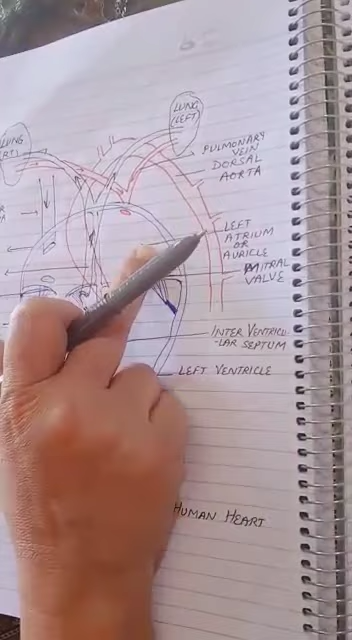 LUNG
(LEFT)
LUNG
PULMONARY
VEIN
DORSAL
AORTA
LEFT
ATRIUM
OR
AURICLE
MITRAL
VALVE
INTER VENTRICU
-LAR SEPTUM
LEFT VENTRICLE
HUMAN HEART